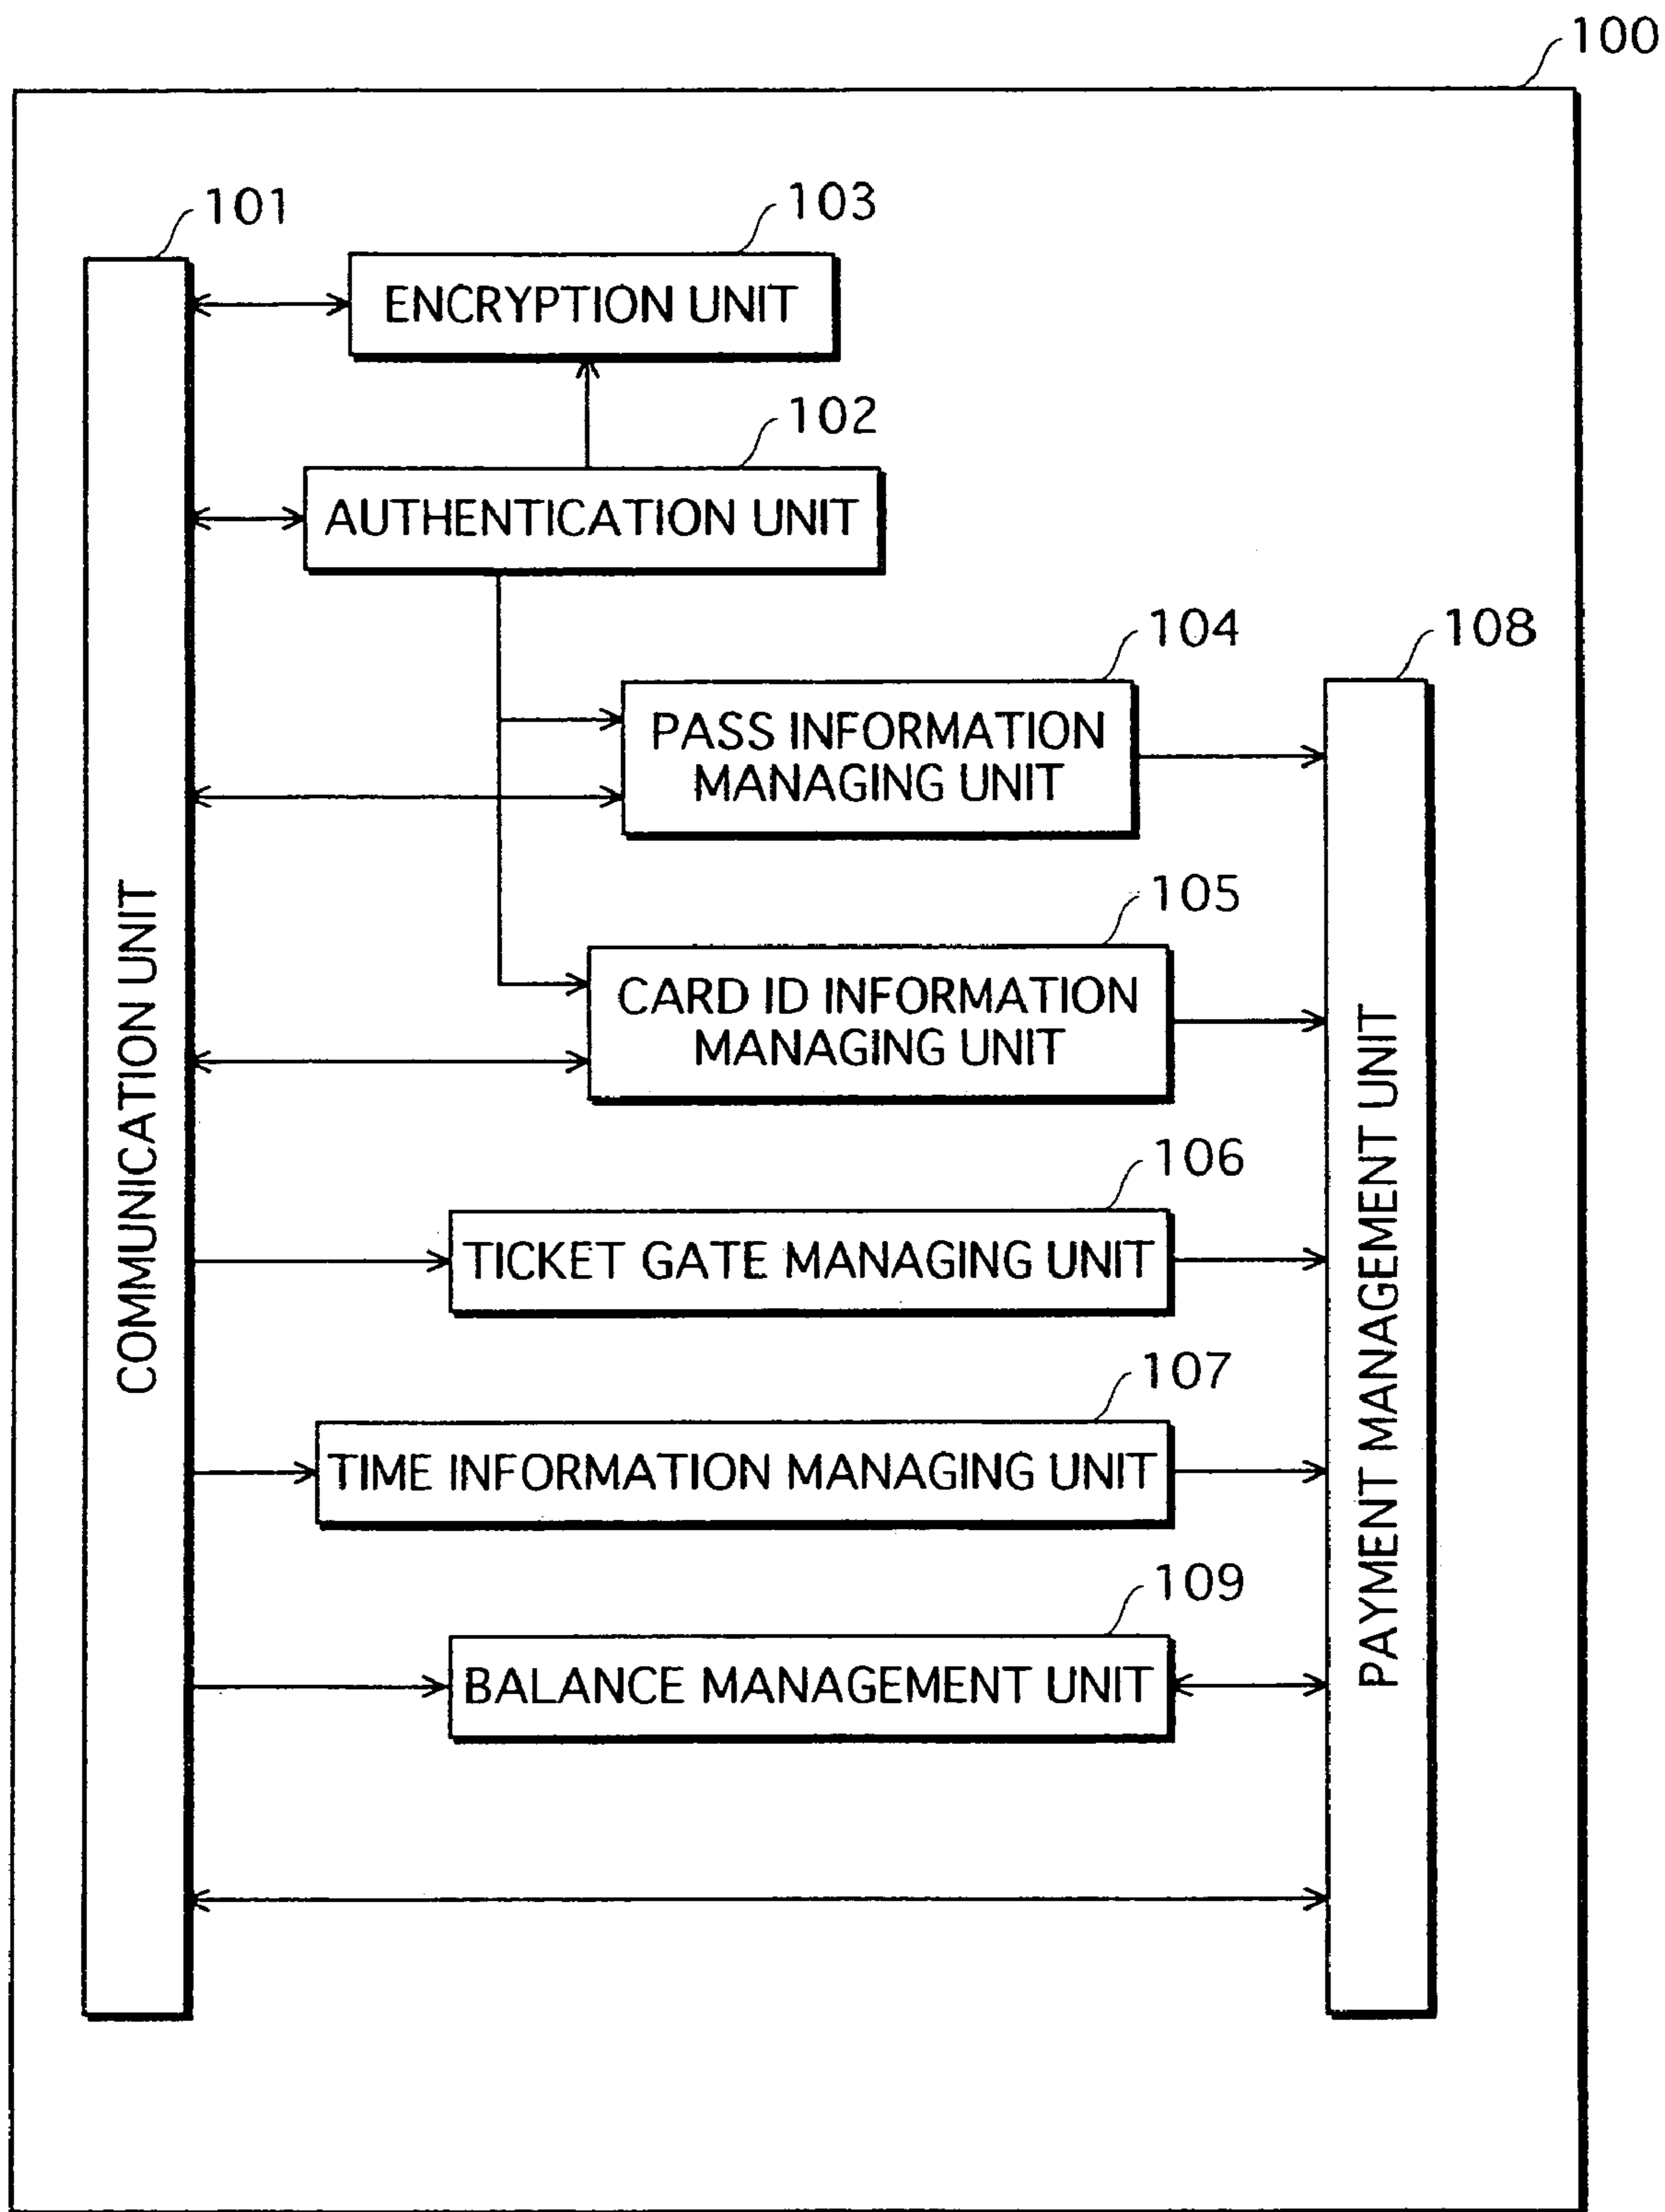 100
101
103
ENCRYPTION UNIT
102
AUTHENTICATION UNIT
104
108
PASS INFORMATION
MANAGING UNIT
105
CARD ID INFORMATION
MANAGING UNIT
COMMUNICATION UNIT
PAYMENT MANAGEMENT UNIT
106
TICKET GATE MANAGING UNIT
107
TIME INFORMATION MANAGING UNIT
109
BALANCE MANAGEMENT UNIT